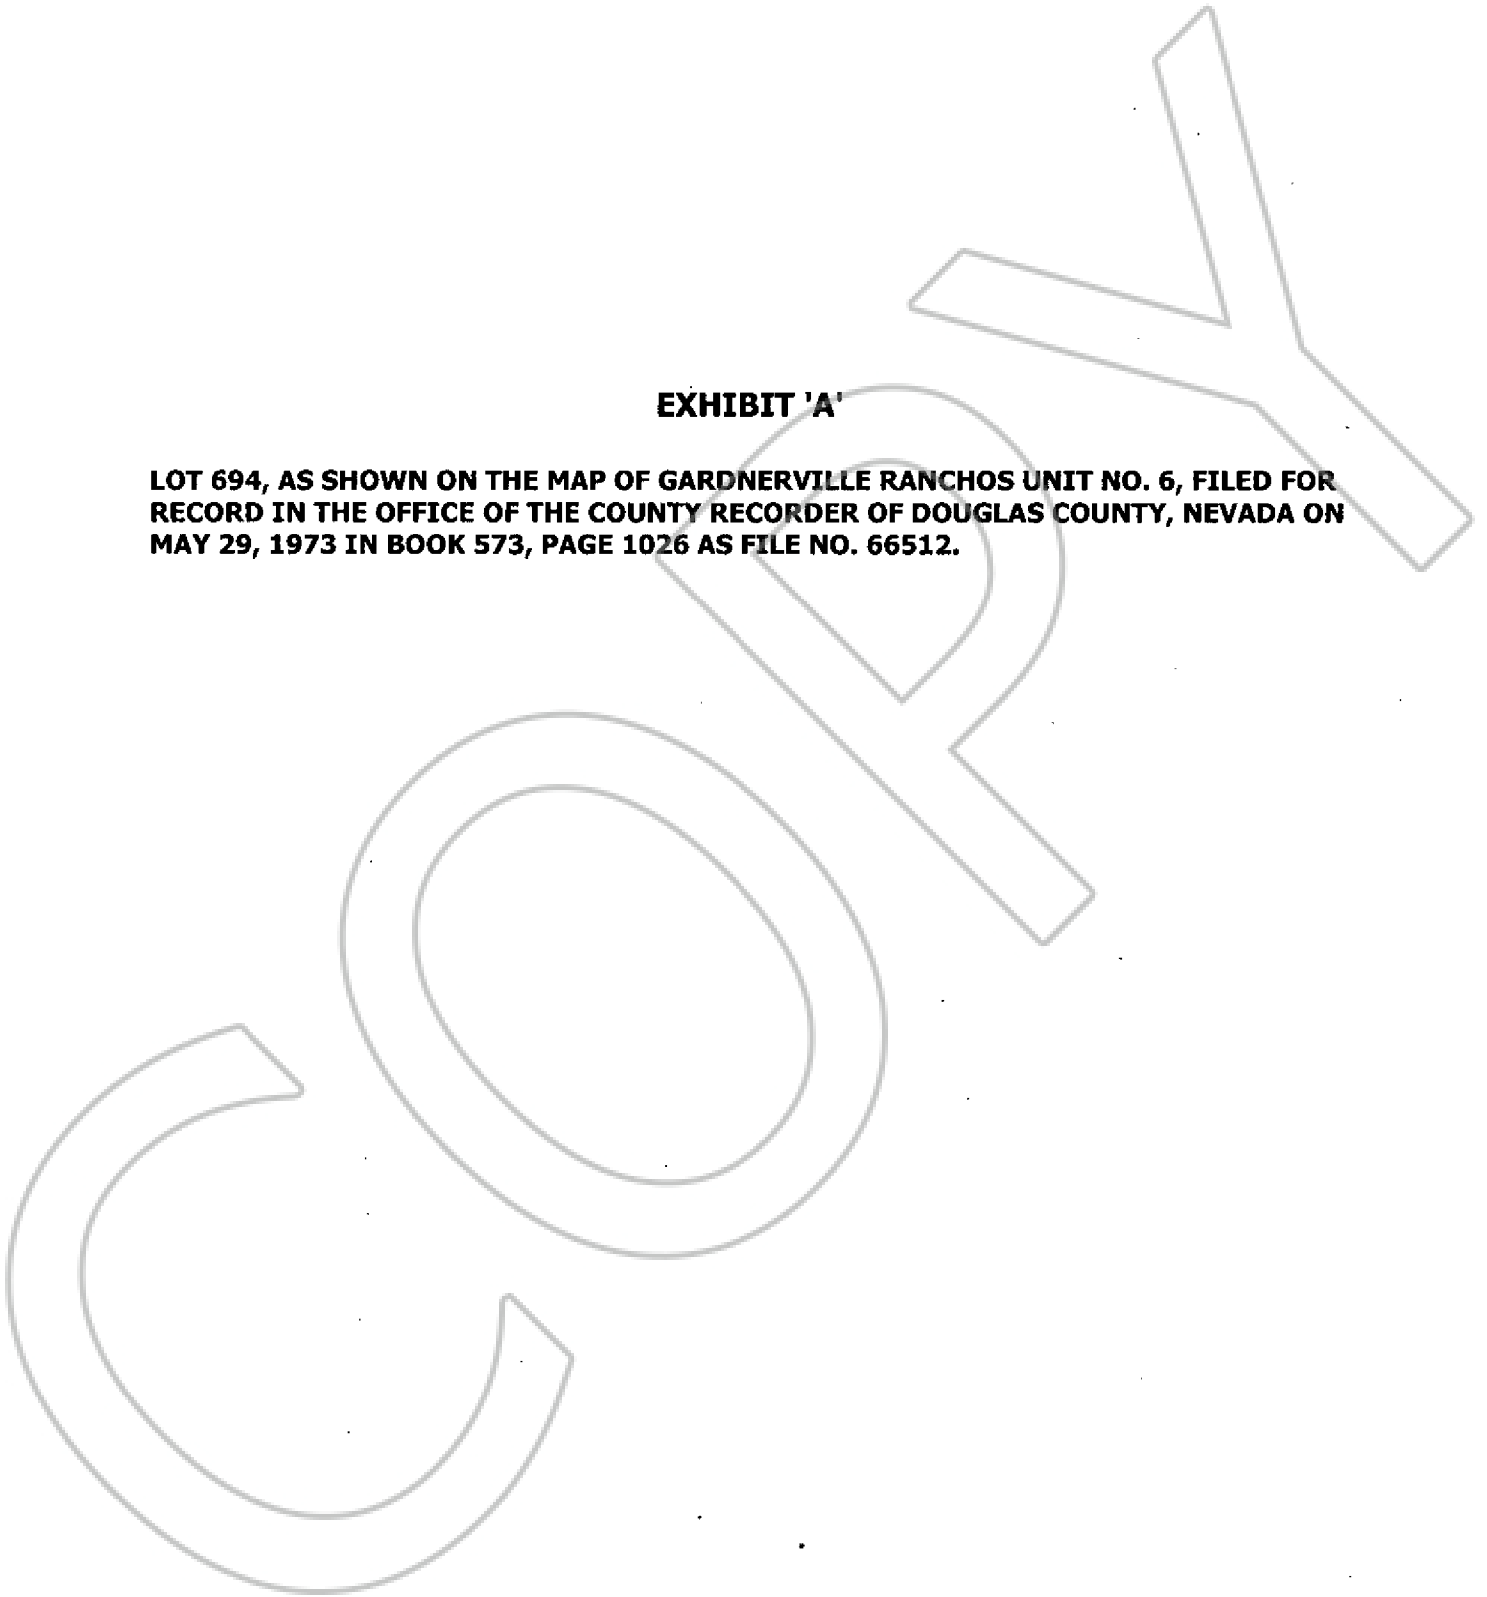 EXHIBIT 'A'
LOT 694, AS SHOWN ON THE MAP OF GARDNERVILLE RANCHOS UNIT NO. 6, FILED FOR
RECORD IN THE OFFICE OF THE COUNTY RECORDER OF DOUGLAS COUNTY, NEVADA ON
MAY 29, 1973 IN BOOK 573, PAGE 1026 AS FILE NO. 66512.
COPY